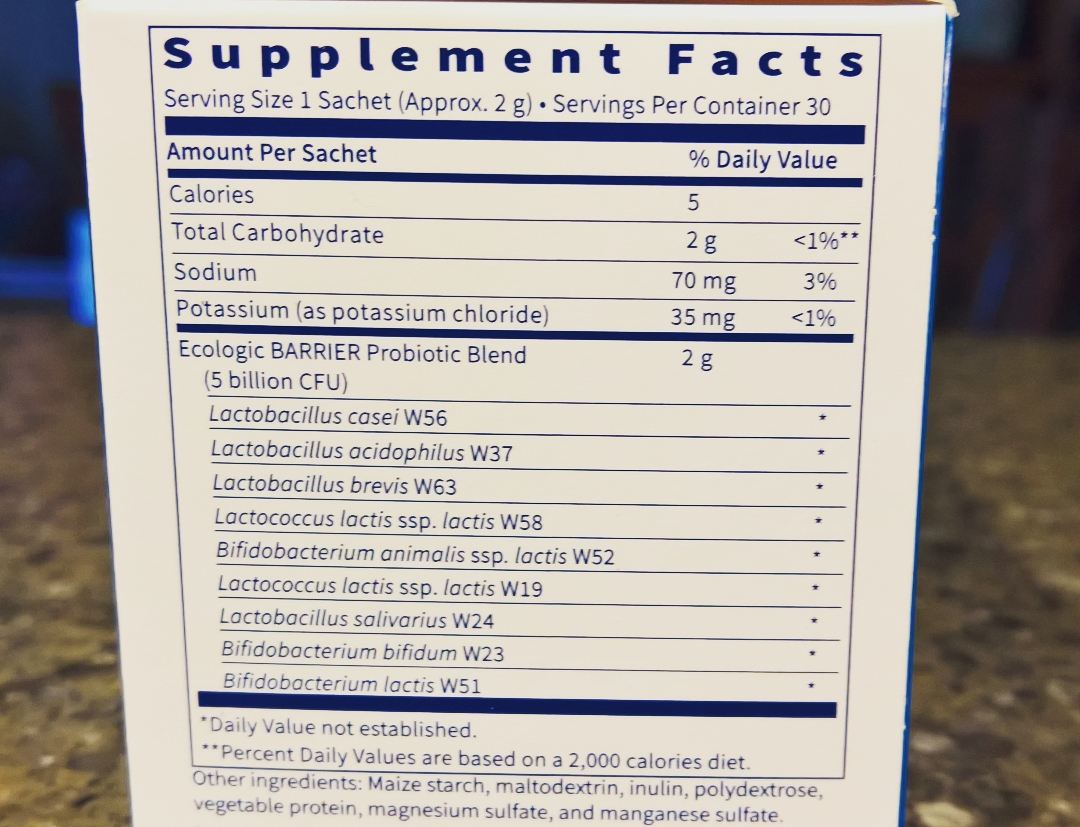 Supplement Facts
Serving Size 1 Sachet (Approx. 2 g) • Servings Per Container 30
Amount Per Sachet % Daily Value
Calories 5
Total Carbohydrate 2 g <1%**
Sodium 70 mg 3%
Potassium (as potassium chloride) 35 mg <1%
Ecologic BARRIER Probiotic Blend 2 g
(5 billion CFU)
Lactobacillus casei W56 *
Lactobacillus acidophilus W37 *
Lactobacillus brevis W63 *
Lactococcus lactis ssp. lactis W58 *
Bifidobacterium animalis ssp. lactis W52 *
Lactococcus lactis ssp. lactis W19 *
Lactobacillus salivarius W24 *
Bifidobacterium bifidum W23 *
Bifidobacterium lactis W51 *
*Daily Value not established.
**Percent Daily Values are based on a 2,000 calories diet.
Other ingredients: Maize starch, maltodextrin, inulin, polydextrose,
vegetable protein, magnesium sulfate, and manganese sulfate.